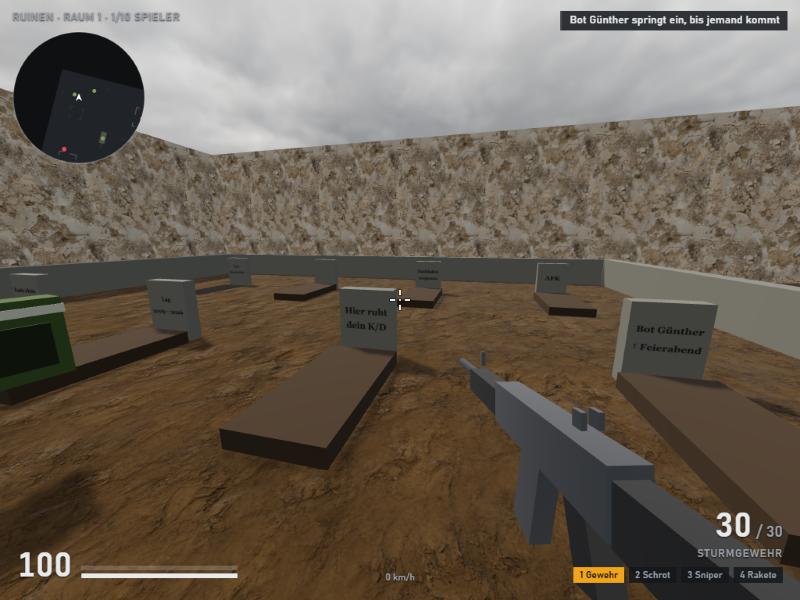 RUINEN · RAUM 1 · 1/10 SPIELER
Bot Günther springt ein, bis jemand kommt
AFK
Lag
Hier ruht
dein K/D
Bot Günther
† Feierabend
100
0 km/h
30 / 30
STURMGEWEHR
1 Gewehr
2 Schrot
3 Sniper
4 Rakete